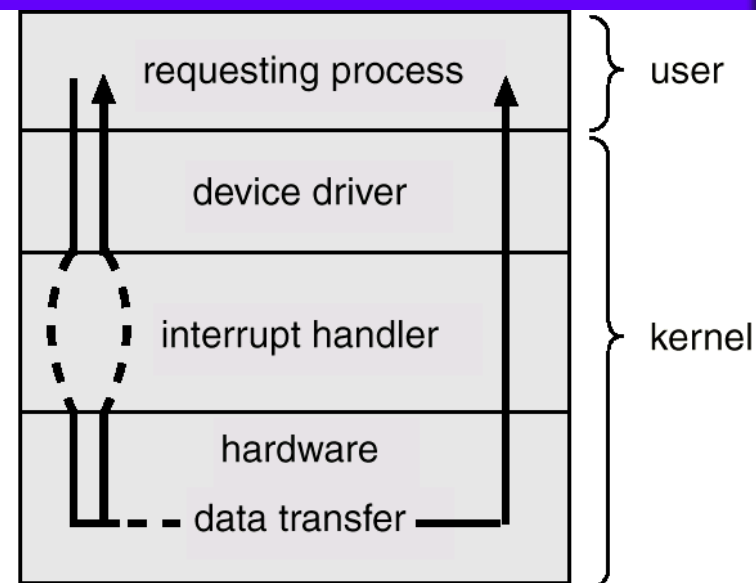 requesting process
user
device driver
interrupt handler
kernel
hardware
data transfer